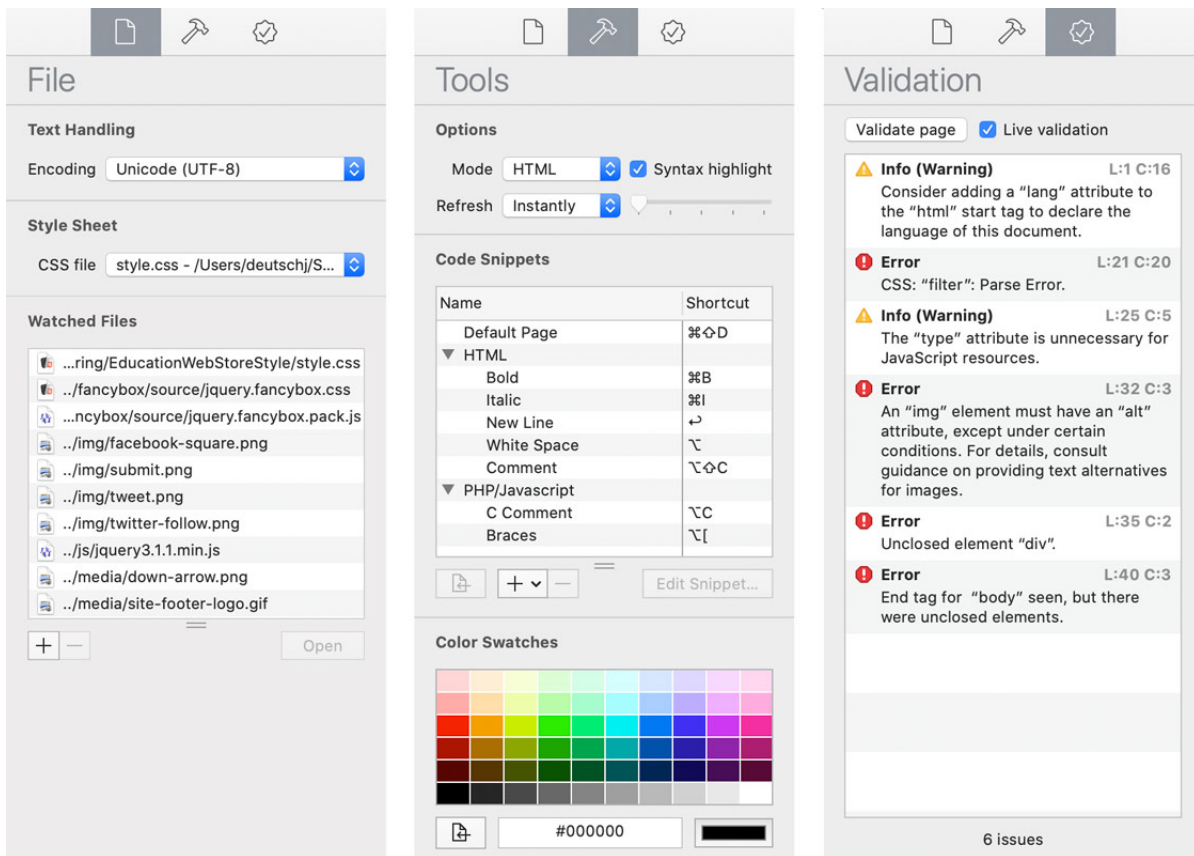 File
Text Handling
Encoding Unicode (UTF-8)
Style Sheet
CSS file style.css - /Users/deutschj/S...
Watched Files
...ring/EducationWebStoreStyle/style.css
../fancybox/source/jquery.fancybox.css
...ncybox/source/jquery.fancybox.pack.js
../img/facebook-square.png
../img/submit.png
../img/tweet.png
../img/twitter-follow.png
../js/jquery3.1.1.min.js
../media/down-arrow.png
../media/site-footer-logo.gif
+ − Open
Tools
Options
Mode HTML Syntax highlight
Refresh Instantly
Code Snippets
Name Shortcut
Default Page ⌘⇧D
HTML
Bold ⌘B
Italic ⌘I
New Line ↩
White Space ⌥
Comment ⌥⇧C
PHP/Javascript
C Comment ⌥C
Braces ⌥[
+ − Edit Snippet...
Color Swatches
#000000
Validation
Validate page Live validation
Info (Warning) L:1 C:16
Consider adding a “lang” attribute to
the “html” start tag to declare the
language of this document.
Error L:21 C:20
CSS: “filter”: Parse Error.
Info (Warning) L:25 C:5
The “type” attribute is unnecessary for
JavaScript resources.
Error L:32 C:3
An “img” element must have an “alt”
attribute, except under certain
conditions. For details, consult
guidance on providing text alternatives
for images.
Error L:35 C:2
Unclosed element “div”.
Error L:40 C:3
End tag for “body” seen, but there
were unclosed elements.
6 issues